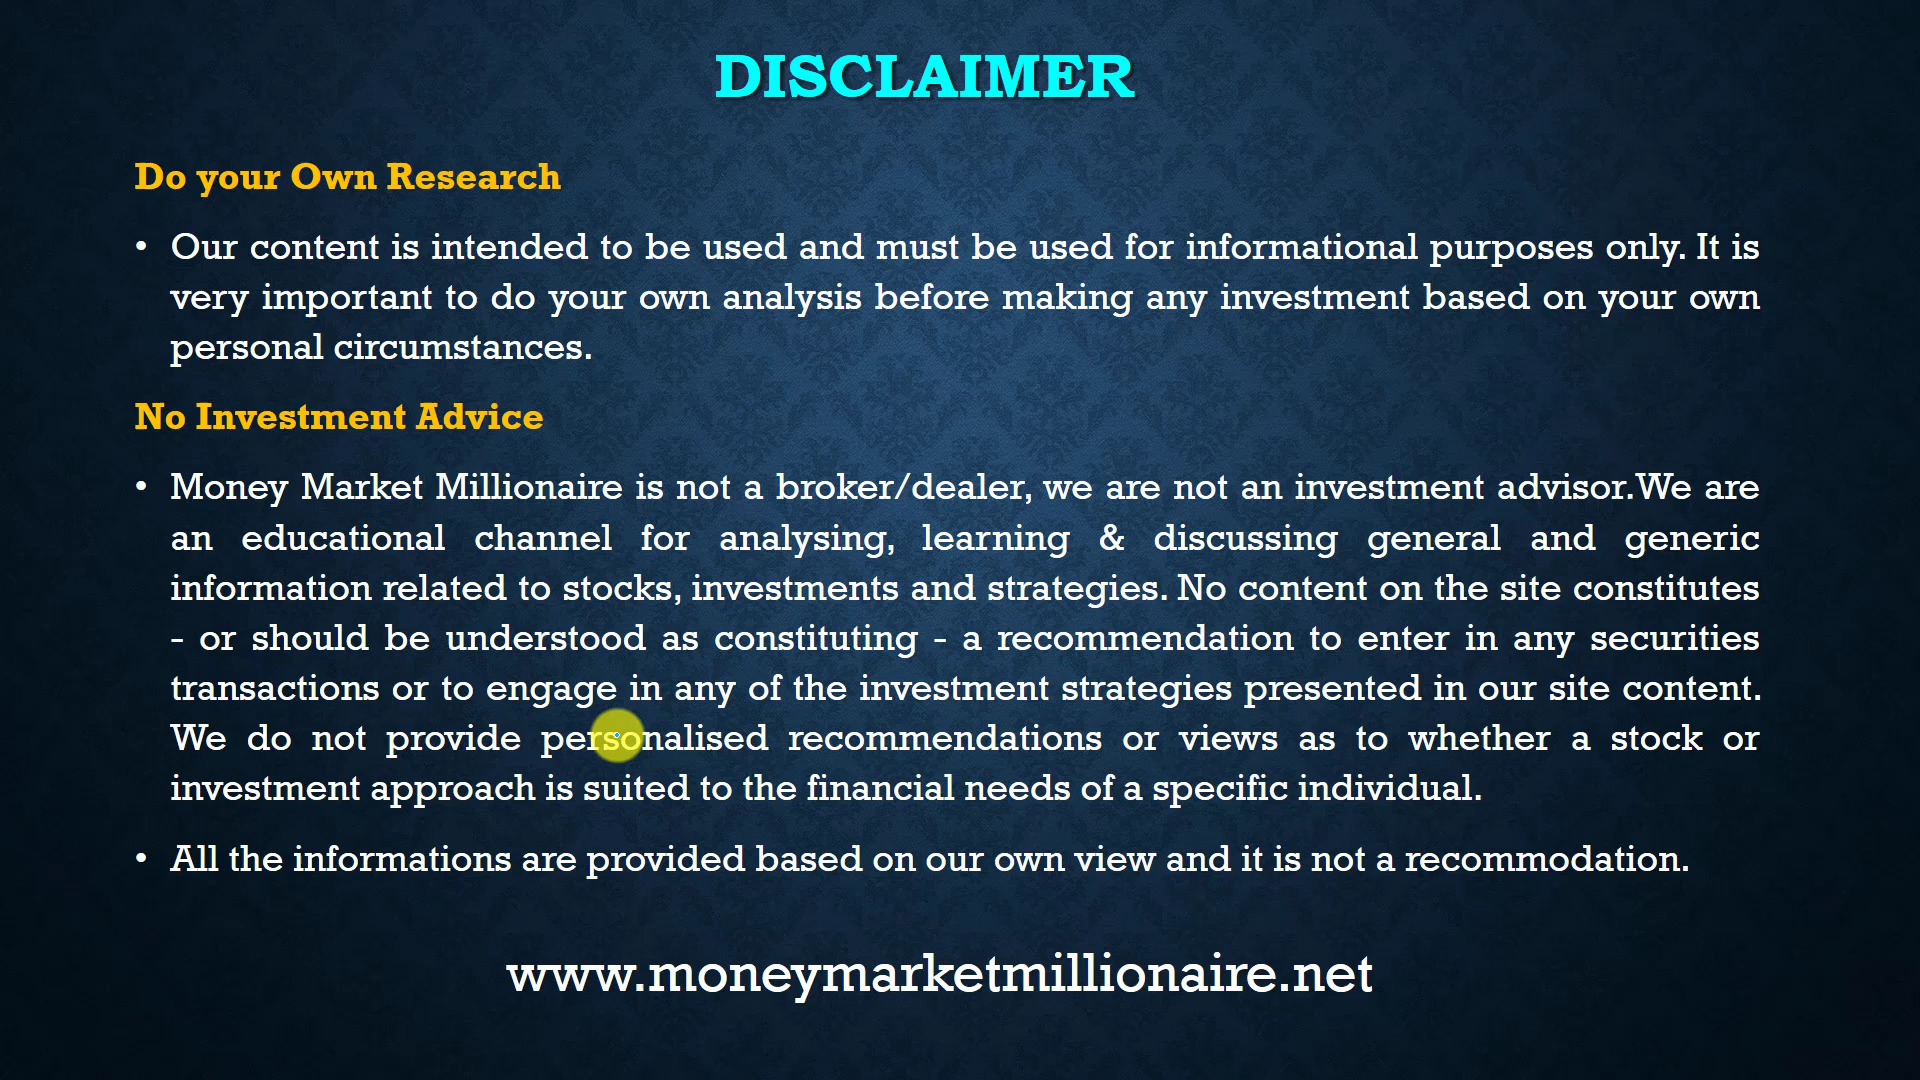 DISCLAIMER
Do your Own Research
• Our content is intended to be used and must be used for informational purposes only. It is
very important to do your own analysis before making any investment based on your own
personal circumstances.
No Investment Advice
• Money Market Millionaire is not a broker/dealer, we are not an investment advisor.We are
an educational channel for analysing, learning & discussing general and generic
information related to stocks, investments and strategies. No content on the site constitutes
- or should be understood as constituting - a recommendation to enter in any securities
transactions or to engage in any of the investment strategies presented in our site content.
We do not provide personalised recommendations or views as to whether a stock or
investment approach is suited to the financial needs of a specific individual.
• All the informations are provided based on our own view and it is not a recommodation.
www.moneymarketmillionaire.net